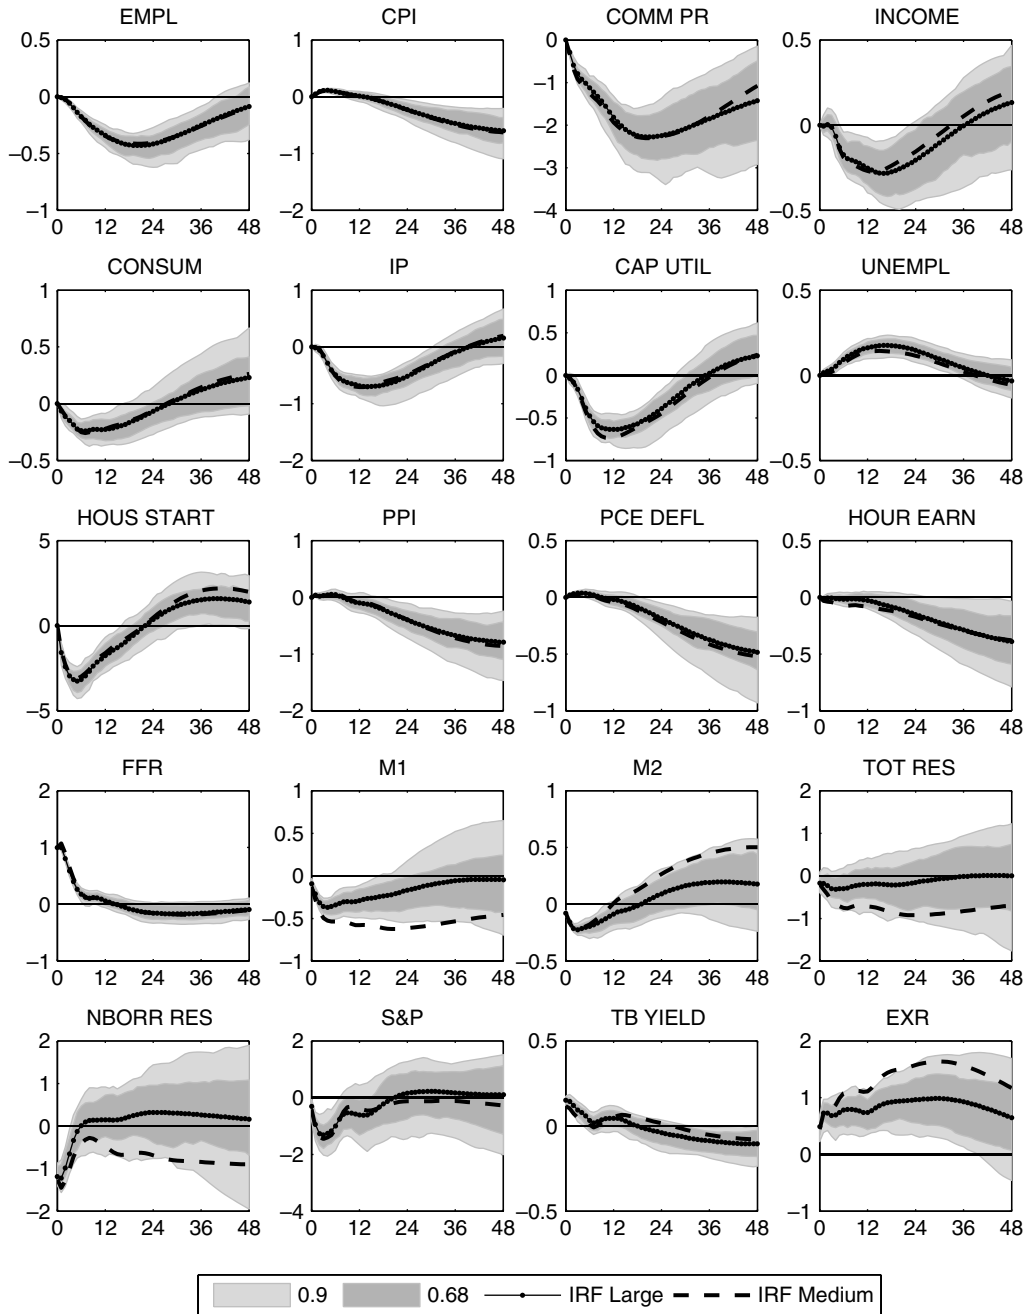 EMPL CPI COMM PR INCOME
0.5 1 0 0.5
0 0 −1 0
−0.5 −1 −2 −0.5
−1 −2 −3
−4
0 12 24 36 48 0 12 24 36 48 0 12 24 36 48 0 12 24 36 48
CONSUM IP CAP UTIL UNEMPL
1 1 1 0.5
0.5 0 0.5 0
0 −1 0 −0.5
−0.5 −2 −0.5
−1
0 12 24 36 48 0 12 24 36 48 0 12 24 36 48 0 12 24 36 48
HOUS START PPI PCE DEFL HOUR EARN
5 1 0.5 0.5
0 0 0 0
−5 −1 −0.5 −0.5
−2 −1 −1
0 12 24 36 48 0 12 24 36 48 0 12 24 36 48 0 12 24 36 48
FFR M1 M2 TOT RES
2 1 1 2
1 0.5 0.5 1
0 0 0 0
−1 −0.5 −0.5 −1
−1 −2
0 12 24 36 48 0 12 24 36 48 0 12 24 36 48 0 12 24 36 48
NBORR RES S&P TB YIELD EXR
2 2 0.5 2
1 0 0 1
0 −2 −0.5 0
−1 −4 −1
−2
0 12 24 36 48 0 12 24 36 48 0 12 24 36 48 0 12 24 36 48
0.9 0.68 IRF Large IRF Medium